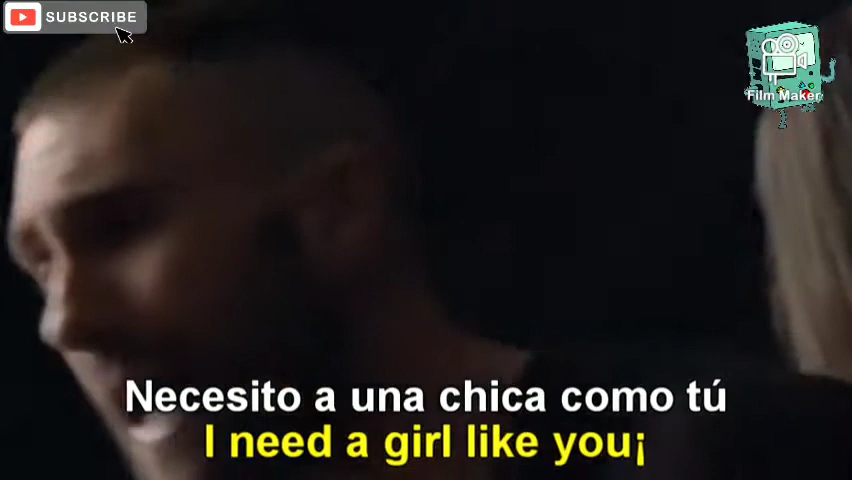 SUBSCRIBE
Film Maker
Necesito a una chica como tú
I need a girl like you¡